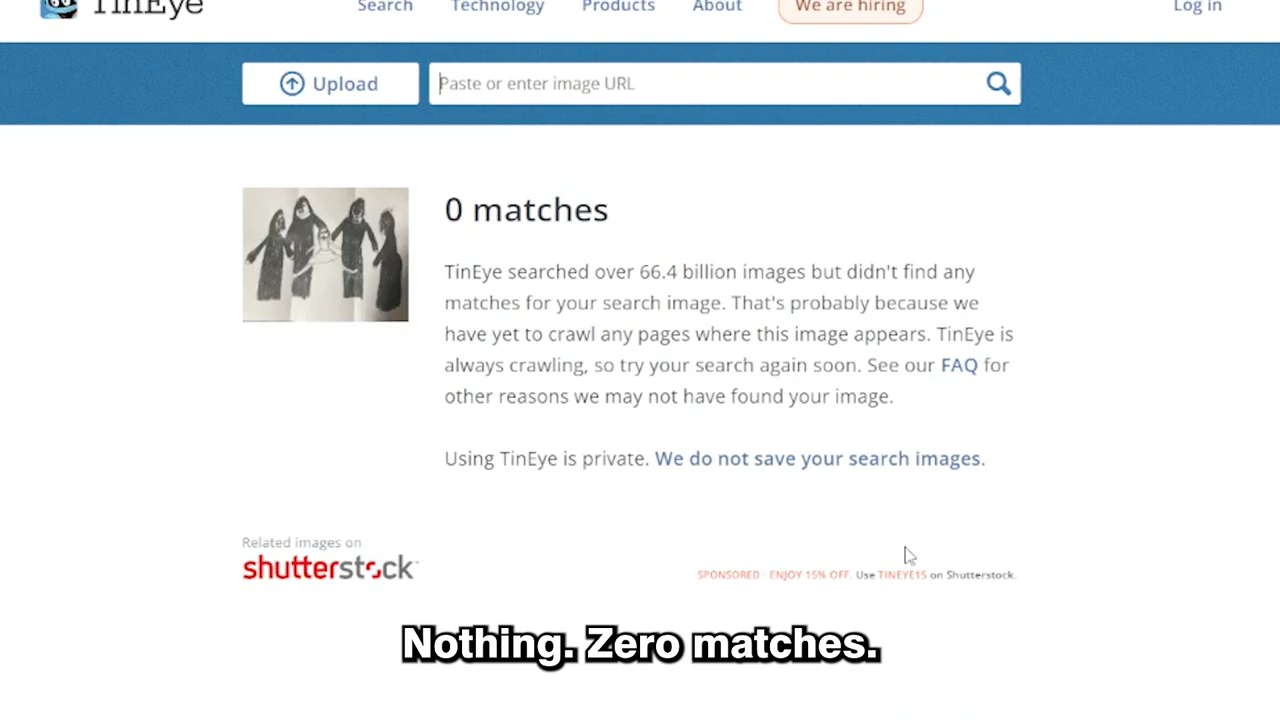 TinEye
Search Technology Products About We are hiring Log in
Upload Paste or enter image URL
0 matches
TinEye searched over 66.4 billion images but didn't find any
matches for your search image. That's probably because we
have yet to crawl any pages where this image appears. TinEye is
always crawling, so try your search again soon. See our FAQ for
other reasons we may not have found your image.
Using TinEye is private. We do not save your search images.
Related images on
shutterstock
SPONSORED · ENJOY 15% OFF. Use TINEYE15 on Shutterstock.
Nothing. Zero matches.